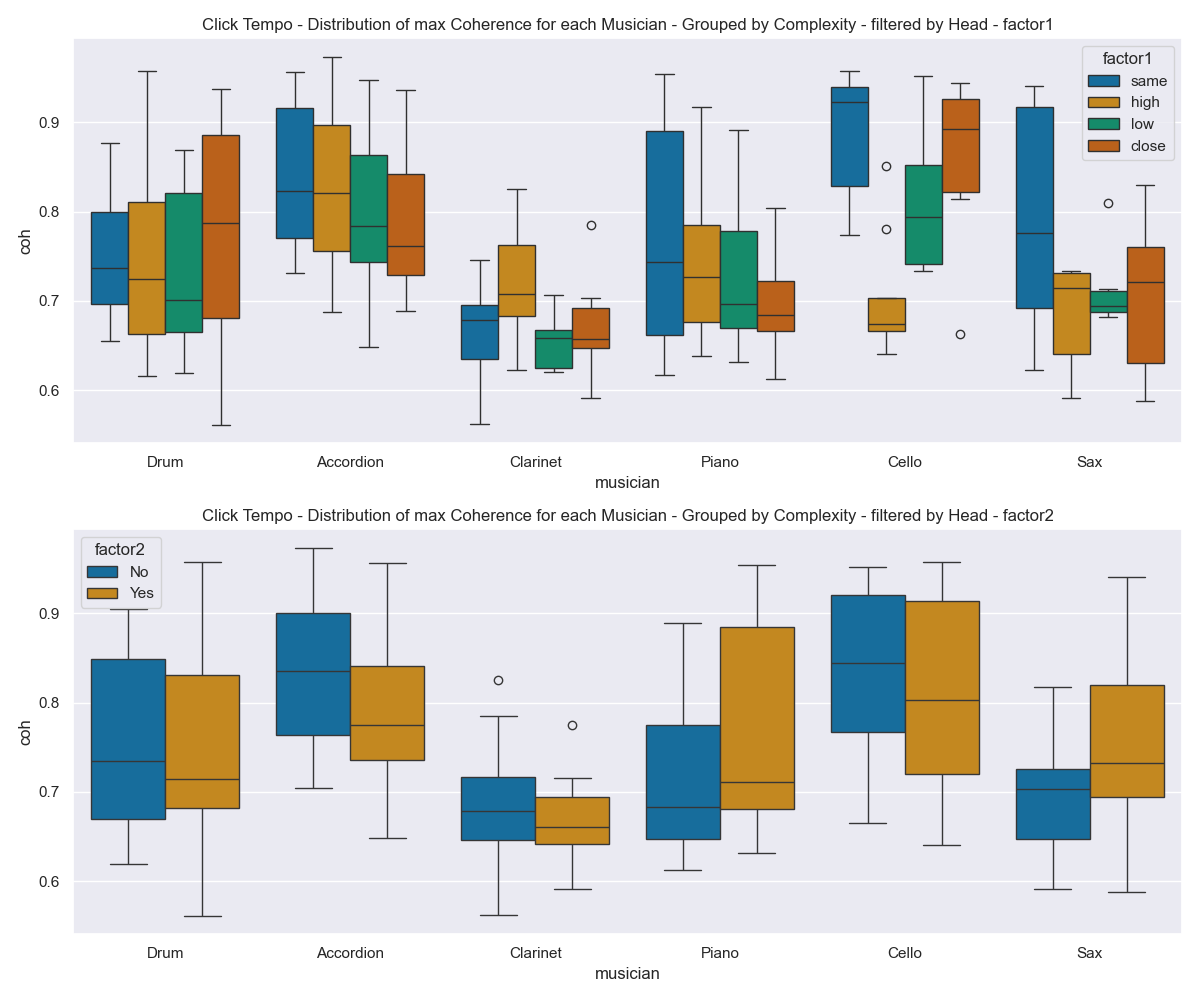 Click Tempo - Distribution of max Coherence for each Musician - Grouped by Complexity - filtered by Head - factor1
factor1
same
high
low
close
0.9
0.8
0.7
0.6
coh
Drum Accordion Clarinet Piano Cello Sax
musician
Click Tempo - Distribution of max Coherence for each Musician - Grouped by Complexity - filtered by Head - factor2
factor2
No
Yes
0.9
0.8
0.7
0.6
coh
Drum Accordion Clarinet Piano Cello Sax
musician